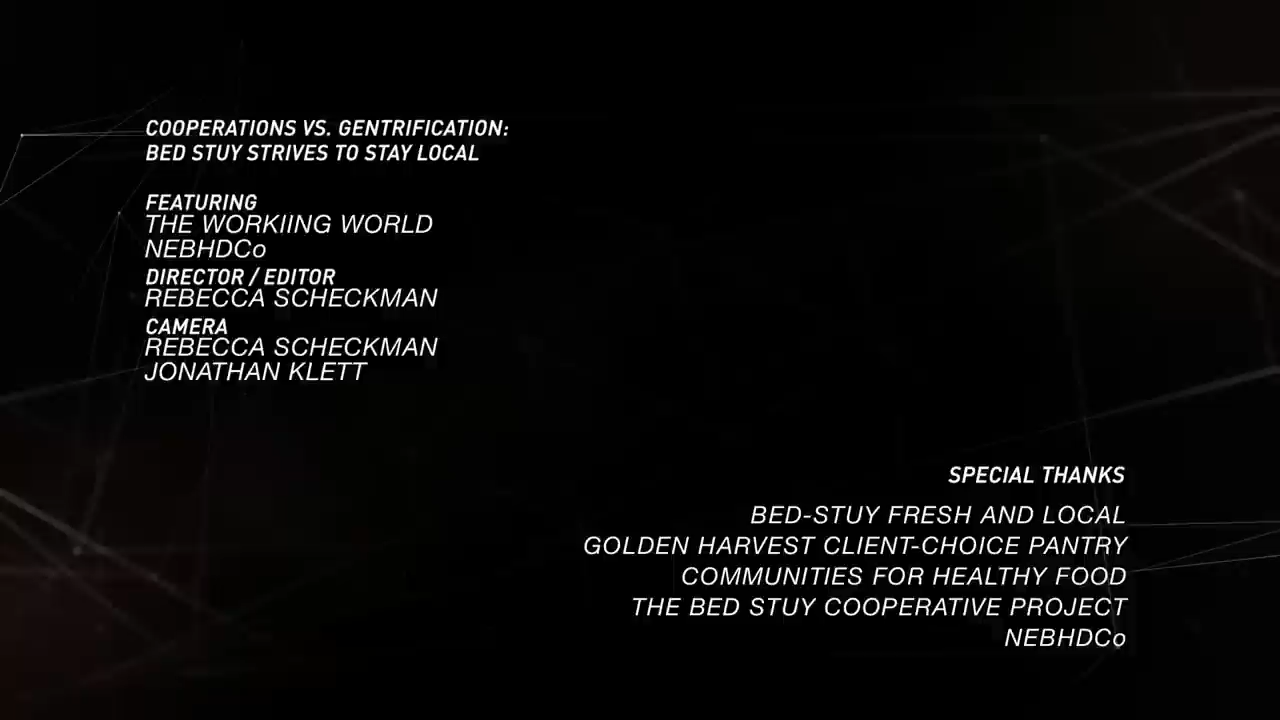 COOPERATIONS VS. GENTRIFICATION:
BED STUY STRIVES TO STAY LOCAL
FEATURING
THE WORKIING WORLD
NEBHDCo
DIRECTOR / EDITOR
REBECCA SCHECKMAN
CAMERA
REBECCA SCHECKMAN
JONATHAN KLETT
SPECIAL THANKS
BED-STUY FRESH AND LOCAL
GOLDEN HARVEST CLIENT-CHOICE PANTRY
COMMUNITIES FOR HEALTHY FOOD
THE BED STUY COOPERATIVE PROJECT
NEBHDCo